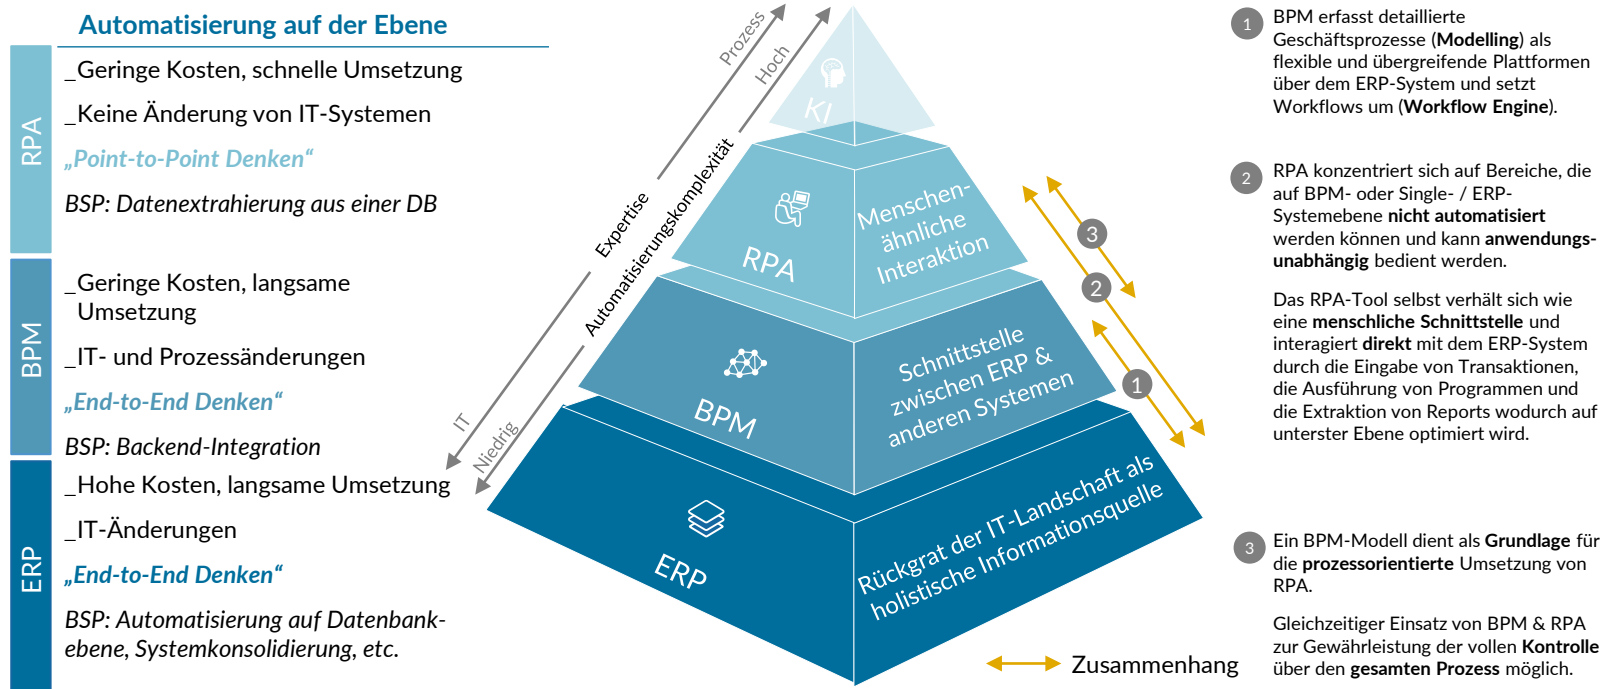 Automatisierung auf der Ebene
RPA
_Geringe Kosten, schnelle Umsetzung
_Keine Änderung von IT-Systemen
„Point-to-Point Denken“
BSP: Datenextrahierung aus einer DB
BPM
_Geringe Kosten, langsame
Umsetzung
_IT- und Prozessänderungen
„End-to-End Denken“
BSP: Backend-Integration
ERP
_Hohe Kosten, langsame Umsetzung
_IT-Änderungen
„End-to-End Denken“
BSP: Automatisierung auf Datenbank-
ebene, Systemkonsolidierung, etc.
Prozess
Expertise
IT
Hoch
Automatisierungskomplexität
Niedrig
KI
RPA
Menschen-
ähnliche
Interaktion
BPM
Schnittstelle
zwischen ERP &
anderen Systemen
ERP
Rückgrat der IT-Landschaft als
holistische Informationsquelle
3
2
1
Zusammenhang
1
BPM erfasst detaillierte
Geschäftsprozesse (Modelling) als
flexible und übergreifende Plattformen
über dem ERP-System und setzt
Workflows um (Workflow Engine).
2
RPA konzentriert sich auf Bereiche, die
auf BPM- oder Single- / ERP-
Systemebene nicht automatisiert
werden können und kann anwendungs-
unabhängig bedient werden.
Das RPA-Tool selbst verhält sich wie
eine menschliche Schnittstelle und
interagiert direkt mit dem ERP-System
durch die Eingabe von Transaktionen,
die Ausführung von Programmen und
die Extraktion von Reports wodurch auf
unterster Ebene optimiert wird.
3
Ein BPM-Modell dient als Grundlage für
die prozessorientierte Umsetzung von
RPA.
Gleichzeitiger Einsatz von BPM & RPA
zur Gewährleistung der vollen Kontrolle
über den gesamten Prozess möglich.